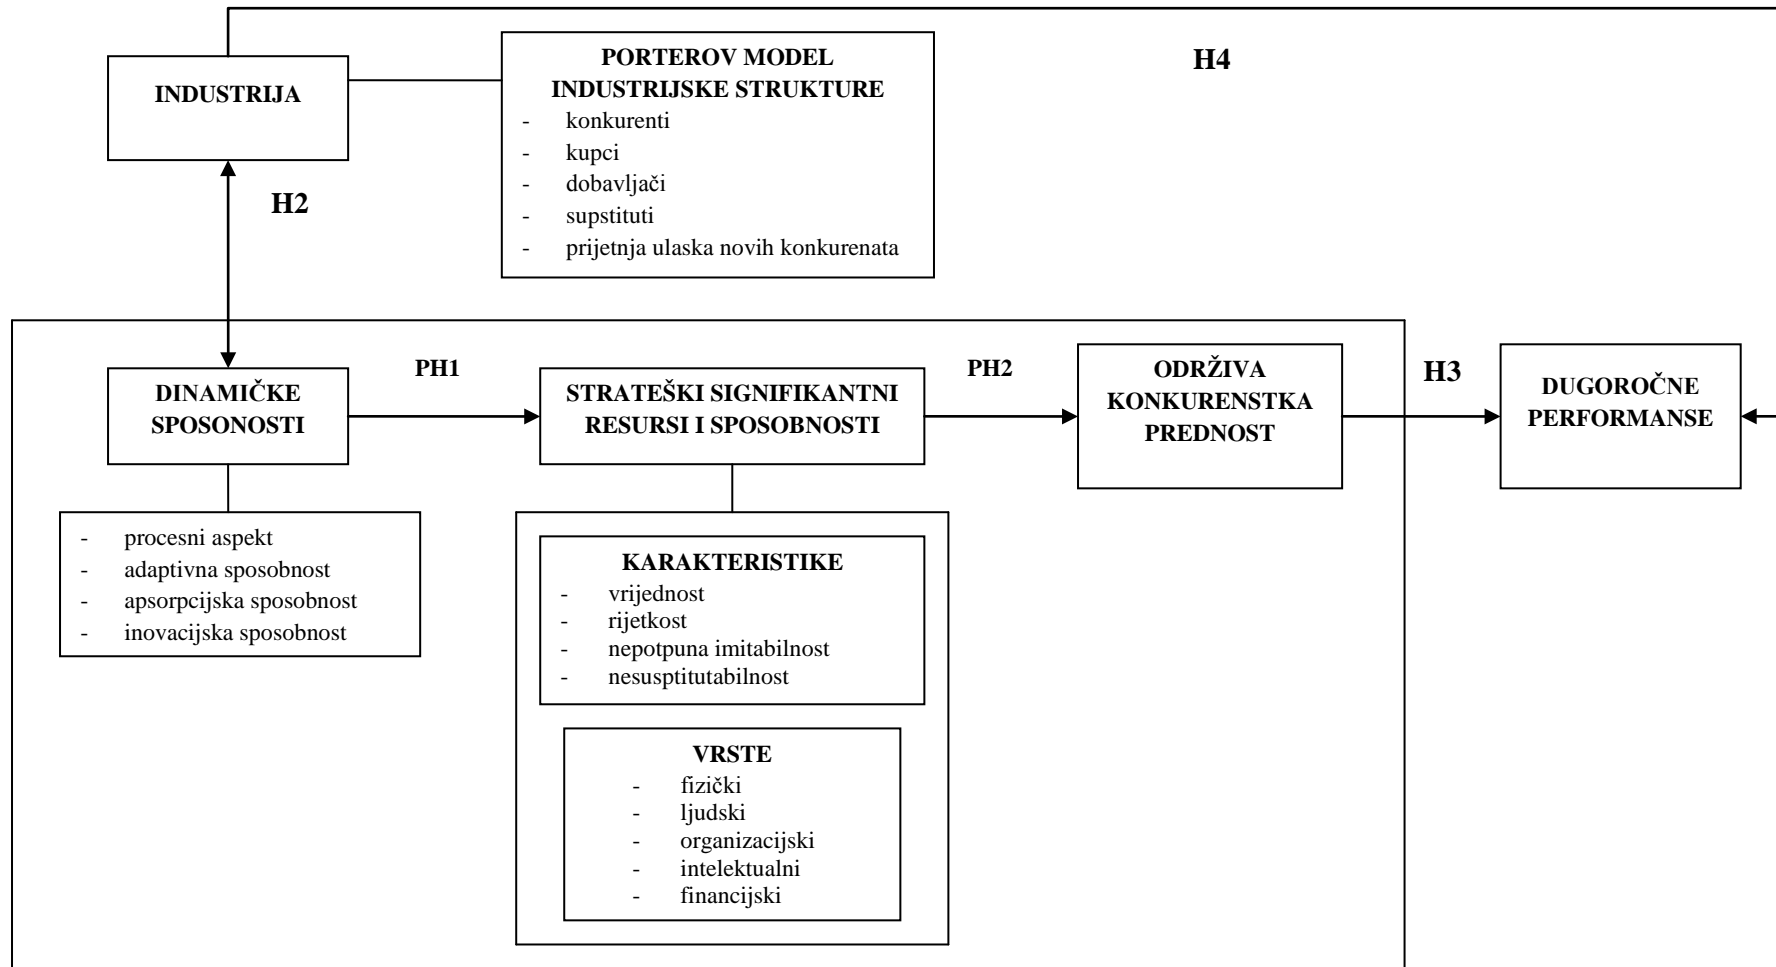 INDUSTRIJA
PORTEROV MODEL
INDUSTRIJSKE STRUKTURE
- konkurenti
- kupci
- dobavljači
- supstituti
- prijetnja ulaska novih konkurenata
H4
H2
DINAMIČKE
SPOSONOSTI
PH1
STRATEŠKI SIGNIFIKANTNI
RESURSI I SPOSOBNOSTI
PH2
ODRŽIVA
KONKURENSTKA
PREDNOST
H3
DUGOROČNE
PERFORMANSE
- procesni aspekt
- adaptivna sposobnost
- apsorpcijska sposobnost
- inovacijska sposobnost
KARAKTERISTIKE
- vrijednost
- rijetkost
- nepotpuna imitabilnost
- nesusptitutabilnost
VRSTE
- fizički
- ljudski
- organizacijski
- intelektualni
- financijski